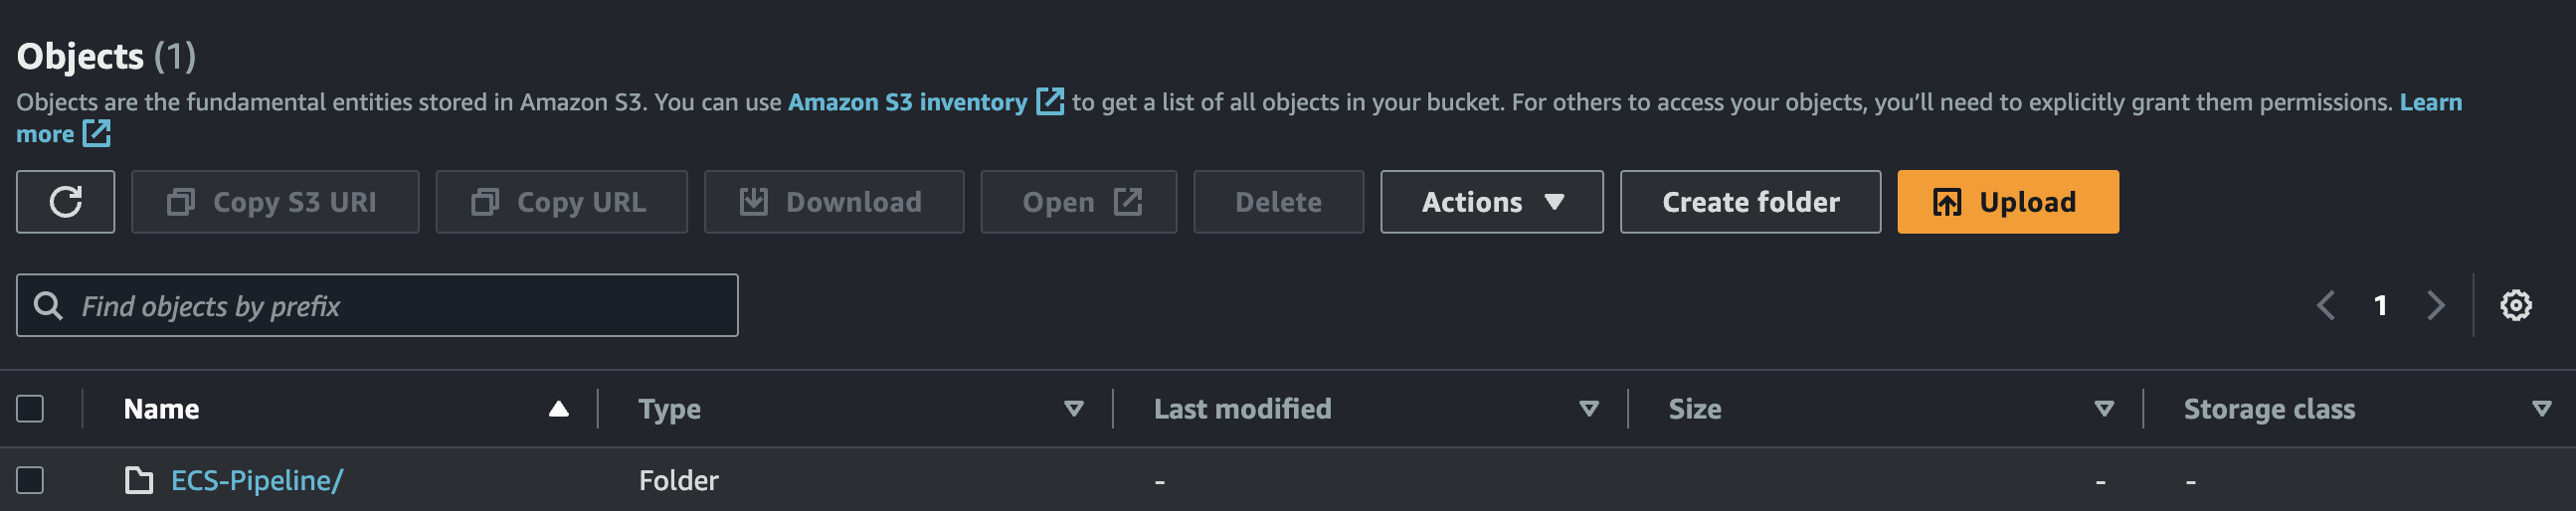 Objects (1)
Objects are the fundamental entities stored in Amazon S3. You can use Amazon S3 inventory to get a list of all objects in your bucket. For others to access your objects, you’ll need to explicitly grant them permissions. Learn
more
Copy S3 URI Copy URL Download Open Delete Actions Create folder Upload
Find objects by prefix 1
Name Type Last modified Size Storage class
ECS-Pipeline/ Folder - - -